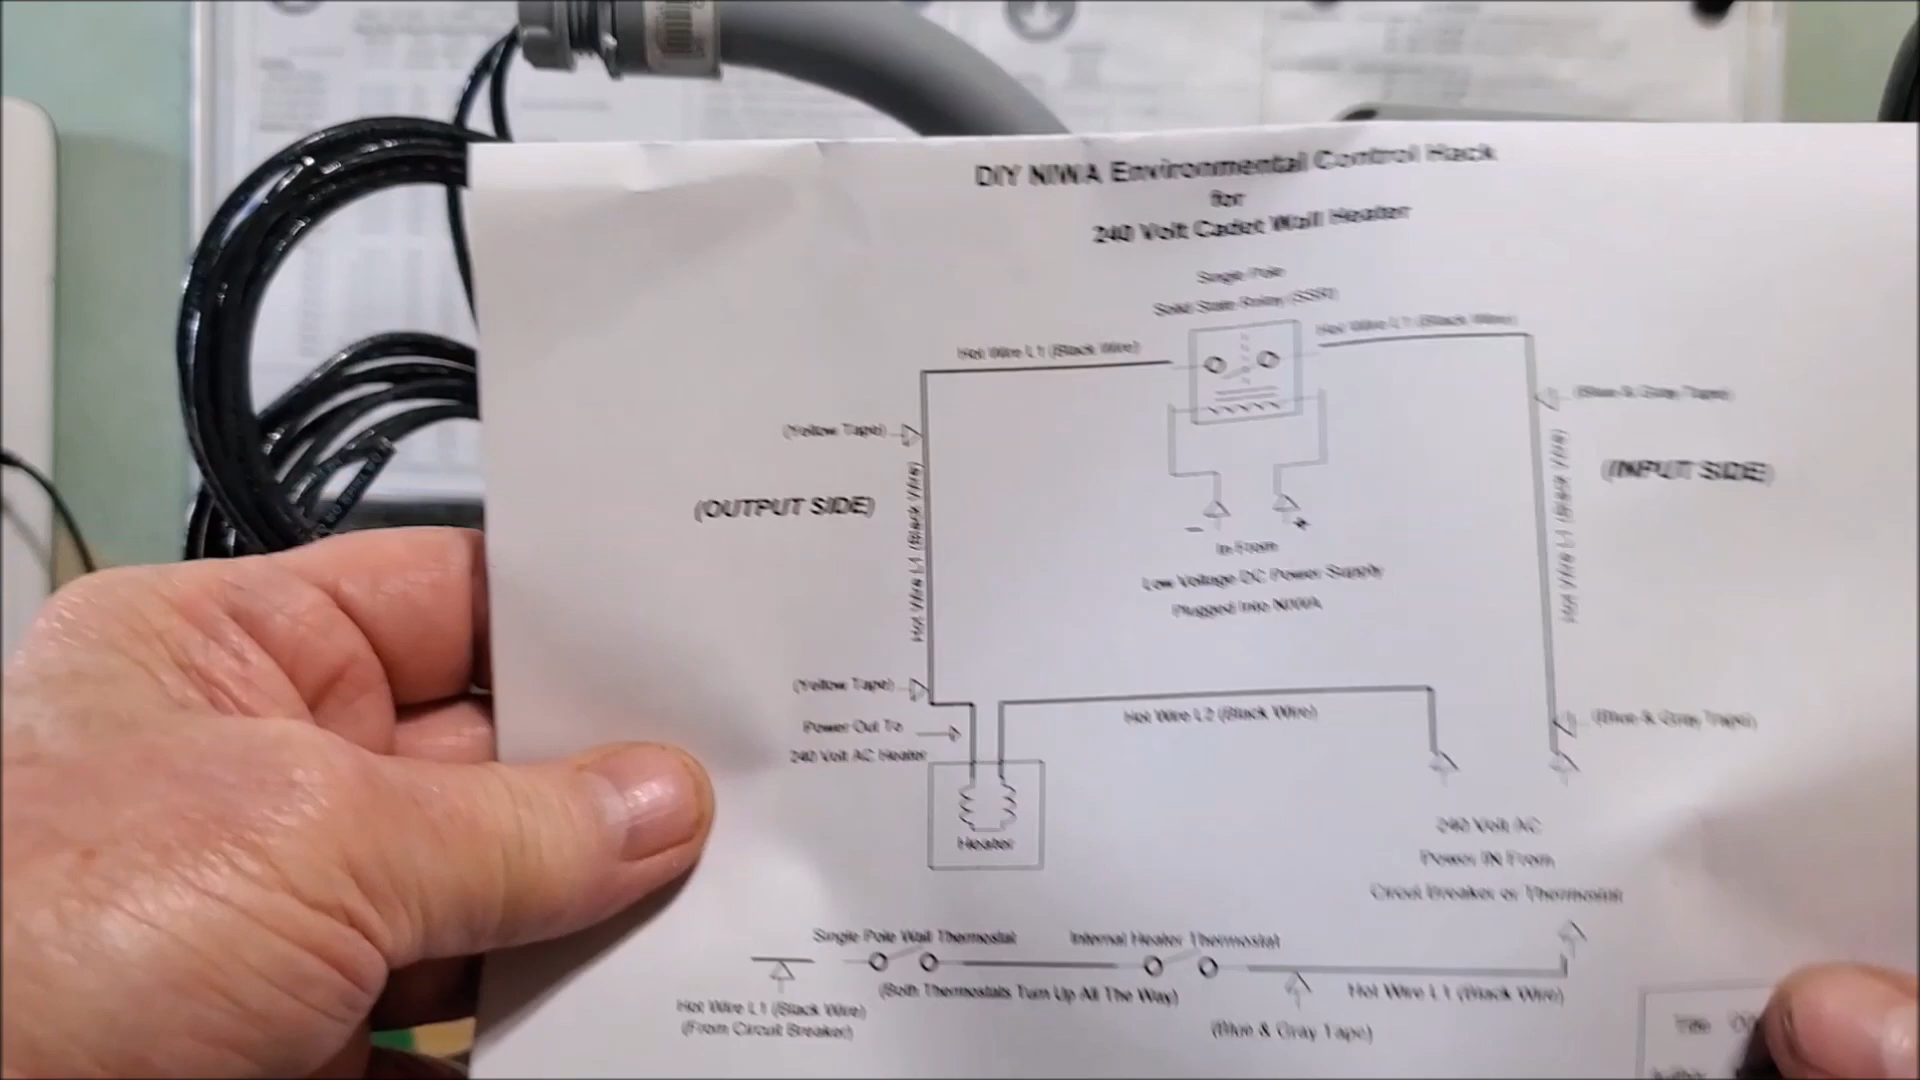 DIY NIWA Environmental Control Hack
for
240 Volt Cadet Wall Heater
Single Pole
Solid State Relay (SSR)
Hot Wire L1 (Black Wire)
Hot Wire L1 (Black Wire)
(Yellow Tape)
(Blue & Gray Tape)
(OUTPUT SIDE)
Hot Wire L1 (Black Wire)
Hot Wire L1 (Black Wire)
(INPUT SIDE)
- +
In From
Low Voltage DC Power Supply
Plugged Into NIWA
(Yellow Tape)
Hot Wire L2 (Black Wire)
(Blue & Gray Tape)
Power Out To
240 Volt AC Heater
Heater
240 Volt AC
Power IN From
Circuit Breaker or Thermostat
Single Pole Wall Thermostat
Internal Heater Thermostat
(Both Thermostats Turn Up All The Way)
Hot Wire L1 (Black Wire)
(From Circuit Breaker)
Hot Wire L1 (Black Wire)
(Blue & Gray Tape)
Title